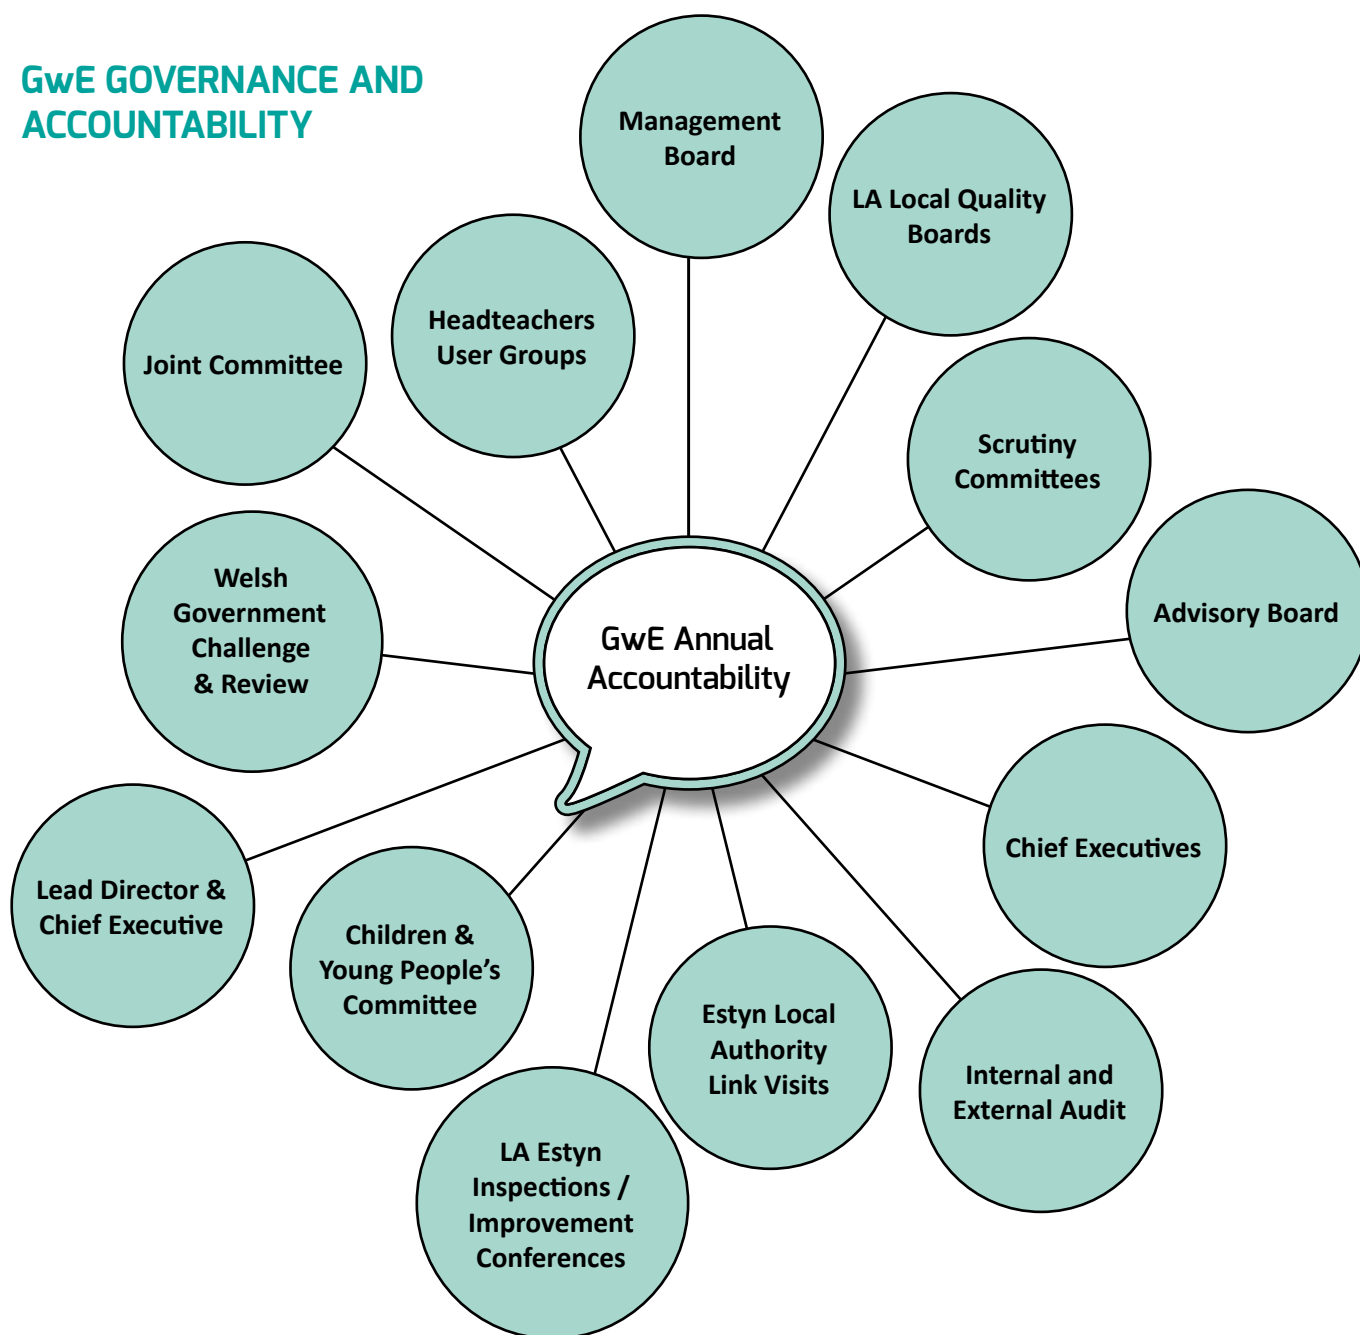 GwE GOVERNANCE AND
ACCOUNTABILITY
Management
Board
LA Local Quality
Boards
Headteachers
User Groups
Joint Committee
Scrutiny
Committees
Welsh
Government
Challenge
& Review
Advisory Board
GwE Annual
Accountability
Chief Executives
Lead Director &
Chief Executive
Children &
Young People’s
Committee
Estyn Local
Authority
Link Visits
Internal and
External Audit
LA Estyn
Inspections /
Improvement
Conferences